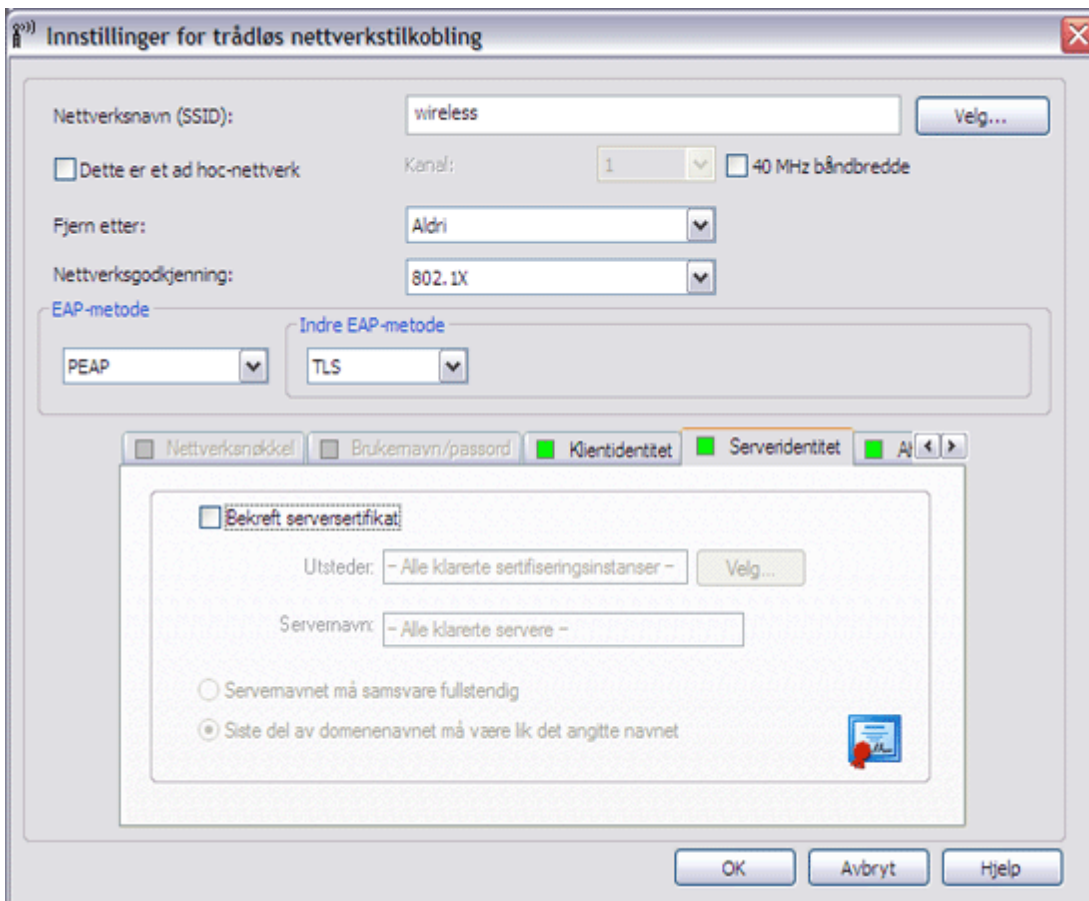 Innstillinger for trådløs nettverkstilkobling
Nettverksnavn (SSID): wireless Velg...
Dette er et ad hoc-nettverk Kanal: 1 40 MHz båndbredde
Fjern etter: Aldri
Nettverksgodkjenning: 802.1X
EAP-metode
Indre EAP-metode
PEAP TLS
Nettverksnøkkel Brukernavn/passord Klientidentitet Serveridentitet
Bekreft serversertifikat
Utsteder: – Alle klarerte sertifiseringsinstanser – Velg...
Servernavn: – Alle klarerte servere –
Servernavnet må samsvare fullstendig
Siste del av domenenavnet må være lik det angitte navnet
OK Avbryt Hjelp